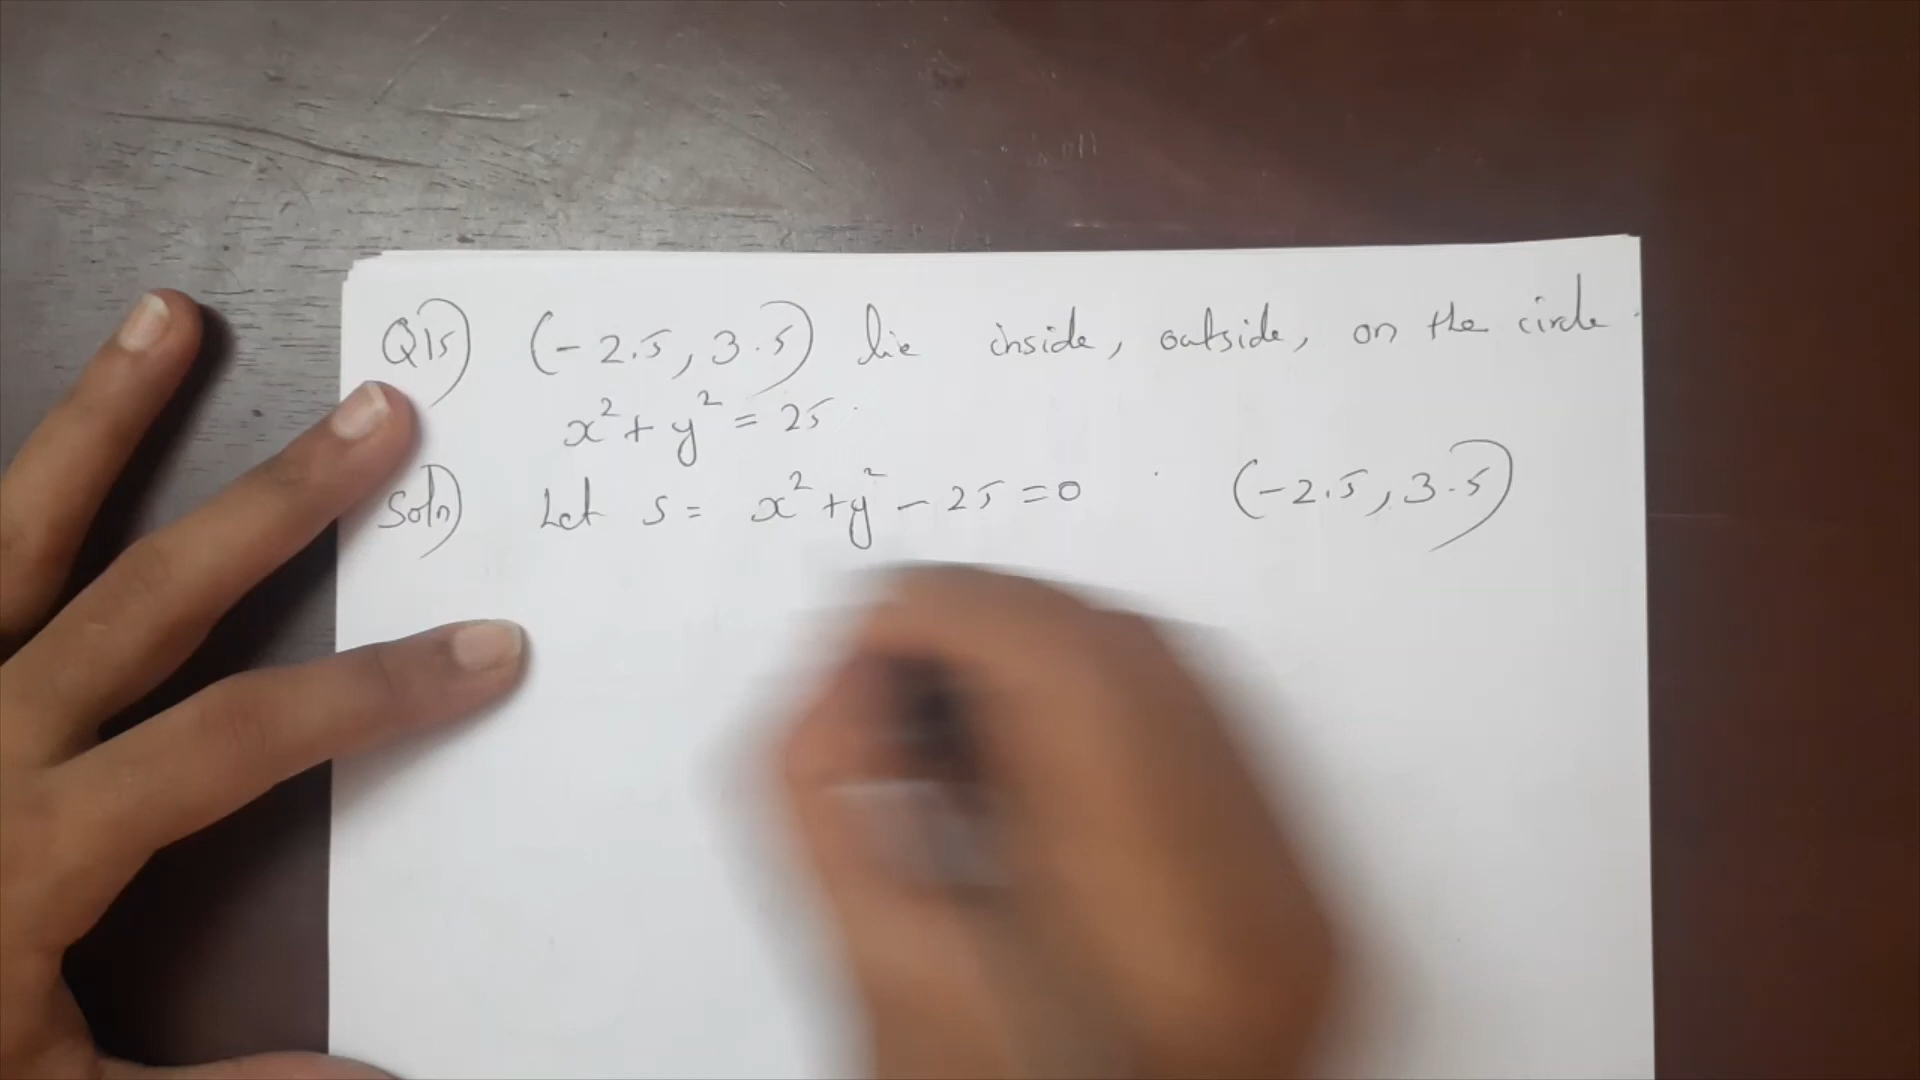 Q15) (-2.5, 3.5) lie inside, outside, on the circle.
x² + y² = 25.
Soln) Let S = x² + y² - 25 = 0 (-2.5, 3.5)